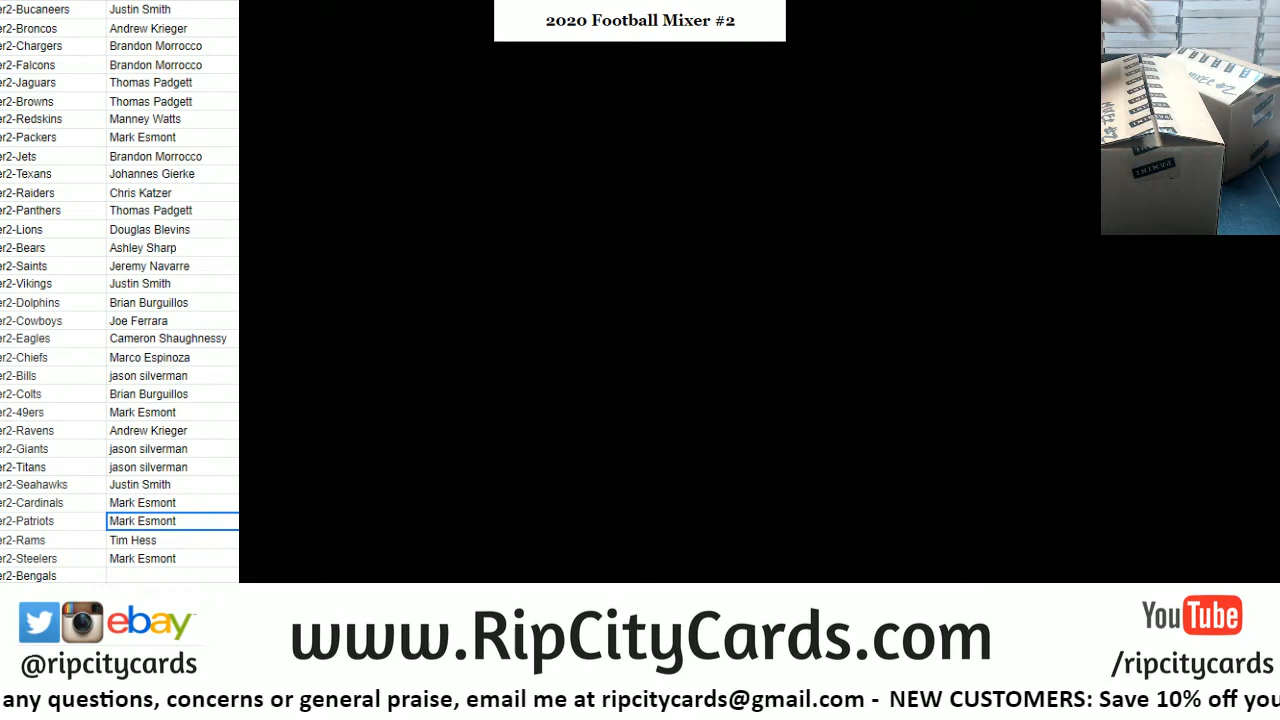 2020 Football Mixer #2
er2-Bucaneers Justin Smith
er2-Broncos Andrew Krieger
er2-Chargers Brandon Morrocco
er2-Falcons Brandon Morrocco
er2-Jaguars Thomas Padgett
er2-Browns Thomas Padgett
er2-Redskins Manney Watts
er2-Packers Mark Esmont
er2-Jets Brandon Morrocco
er2-Texans Johannes Gierke
er2-Raiders Chris Katzer
er2-Panthers Thomas Padgett
er2-Lions Douglas Blevins
er2-Bears Ashley Sharp
er2-Saints Jeremy Navarre
er2-Vikings Justin Smith
er2-Dolphins Brian Burguillos
er2-Cowboys Joe Ferrara
er2-Eagles Cameron Shaughnessy
er2-Chiefs Marco Espinoza
er2-Bills jason silverman
er2-Colts Brian Burguillos
er2-49ers Mark Esmont
er2-Ravens Andrew Krieger
er2-Giants jason silverman
er2-Titans jason silverman
er2-Seahawks Justin Smith
er2-Cardinals Mark Esmont
er2-Patriots Mark Esmont
er2-Rams Tim Hess
er2-Steelers Mark Esmont
er2-Bengals
PANINI
ebay
@ripcitycards
www.RipCityCards.com
YouTube
/ripcitycards
any questions, concerns or general praise, email me at ripcitycards@gmail.com - NEW CUSTOMERS: Save 10% off you